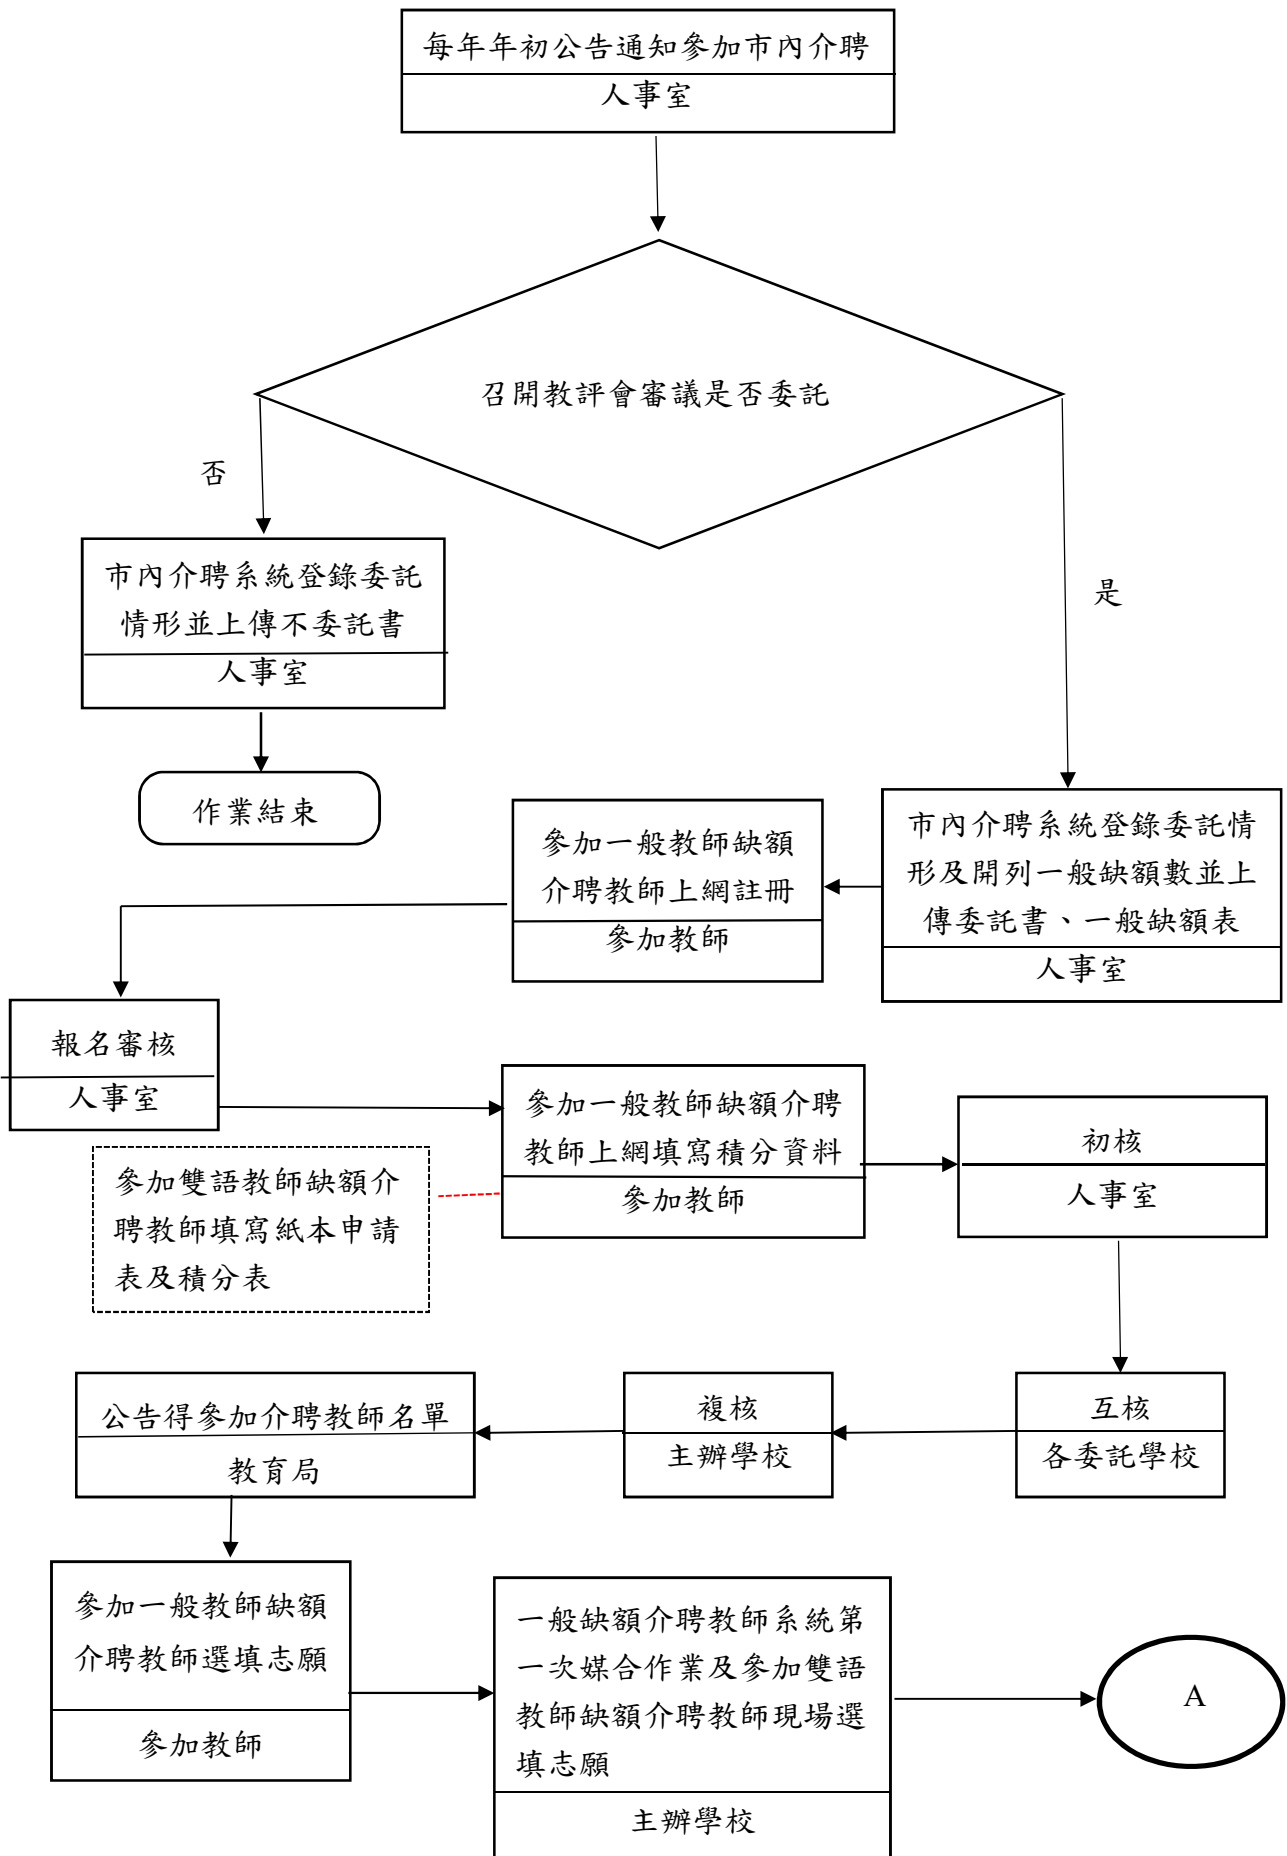 每年年初公告通知參加市內介聘
人事室
召開教評會審議是否委託
否
是
市內介聘系統登錄委託
情形並上傳不委託書
人事室
作業結束
市內介聘系統登錄委託情
形及開列一般缺額數並上
傳委託書、一般缺額表
人事室
參加一般教師缺額
介聘教師上網註冊
參加教師
報名審核
人事室
參加一般教師缺額介聘
教師上網填寫積分資料
參加教師
參加雙語教師缺額介
聘教師填寫紙本申請
表及積分表
初核
人事室
互核
各委託學校
複核
主辦學校
公告得參加介聘教師名單
教育局
參加一般教師缺額
介聘教師選填志願
參加教師
一般缺額介聘教師系統第
一次媒合作業及參加雙語
教師缺額介聘教師現場選
填志願
主辦學校
A